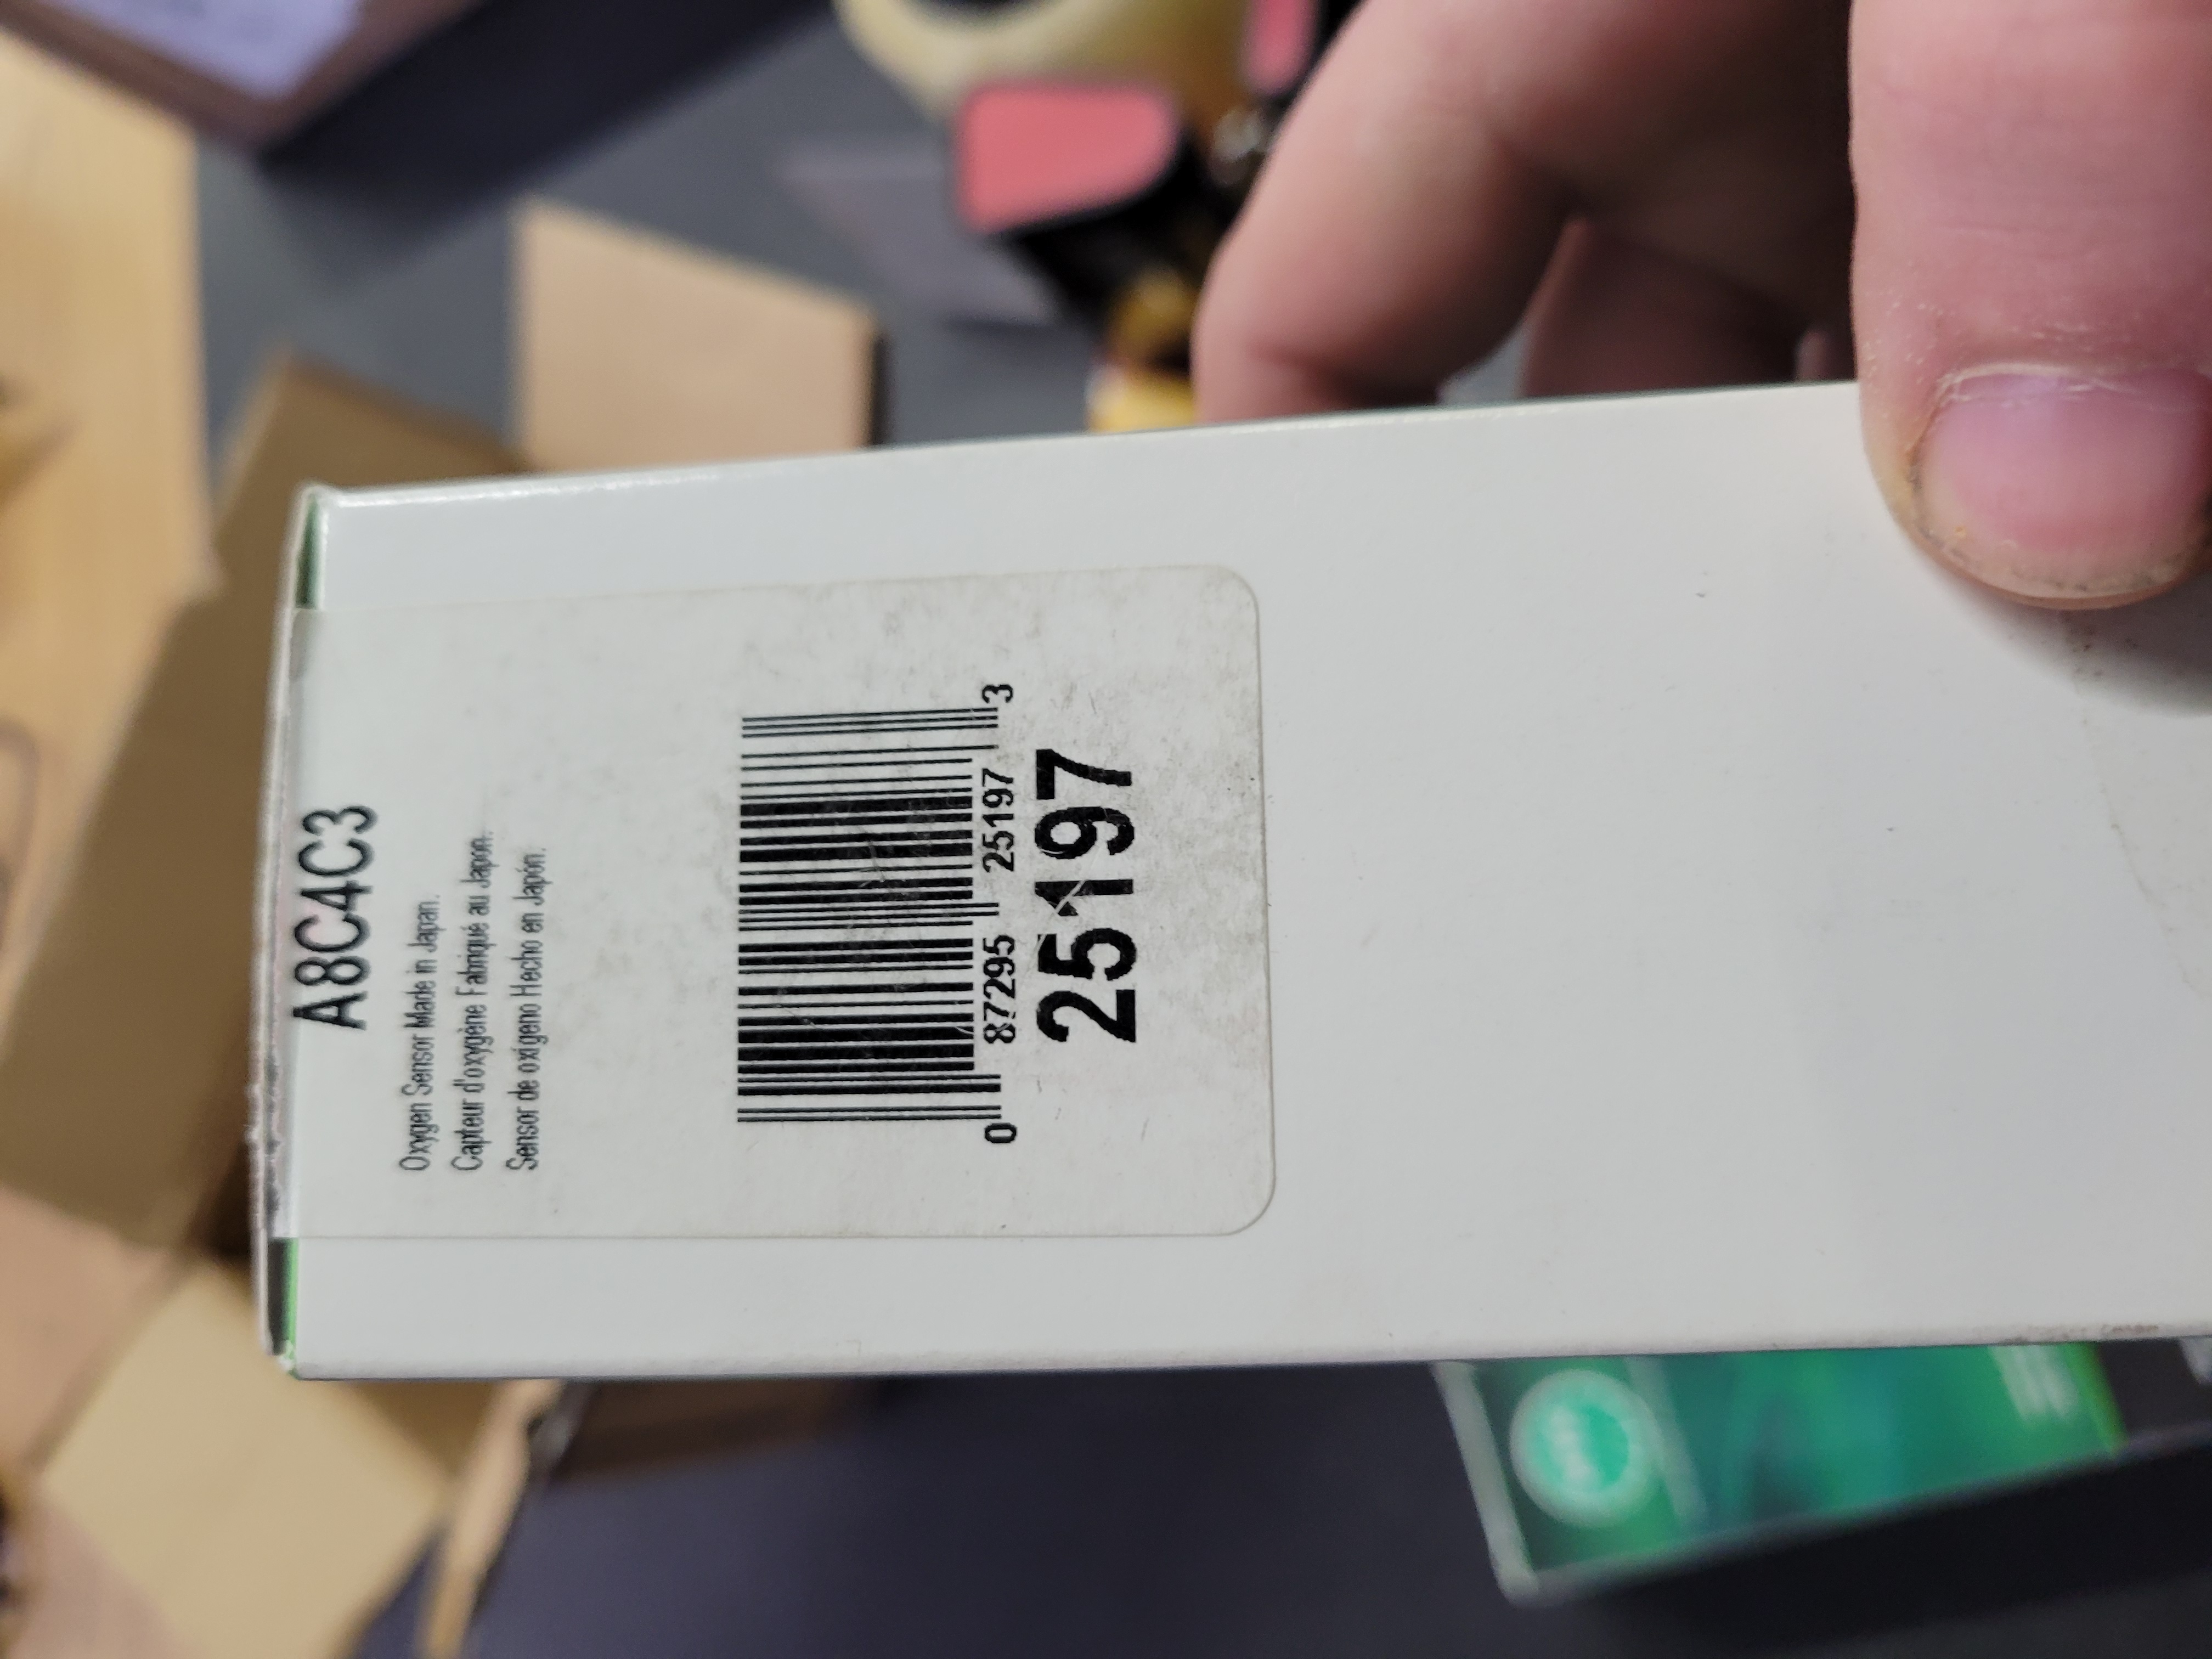 A8C4C3
Oxygen Sensor Made in Japan.
Capteur d'oxygène Fabriqué au Japon.
Sensor de oxígeno Hecho en Japón.
0 87295 25197 3
25197